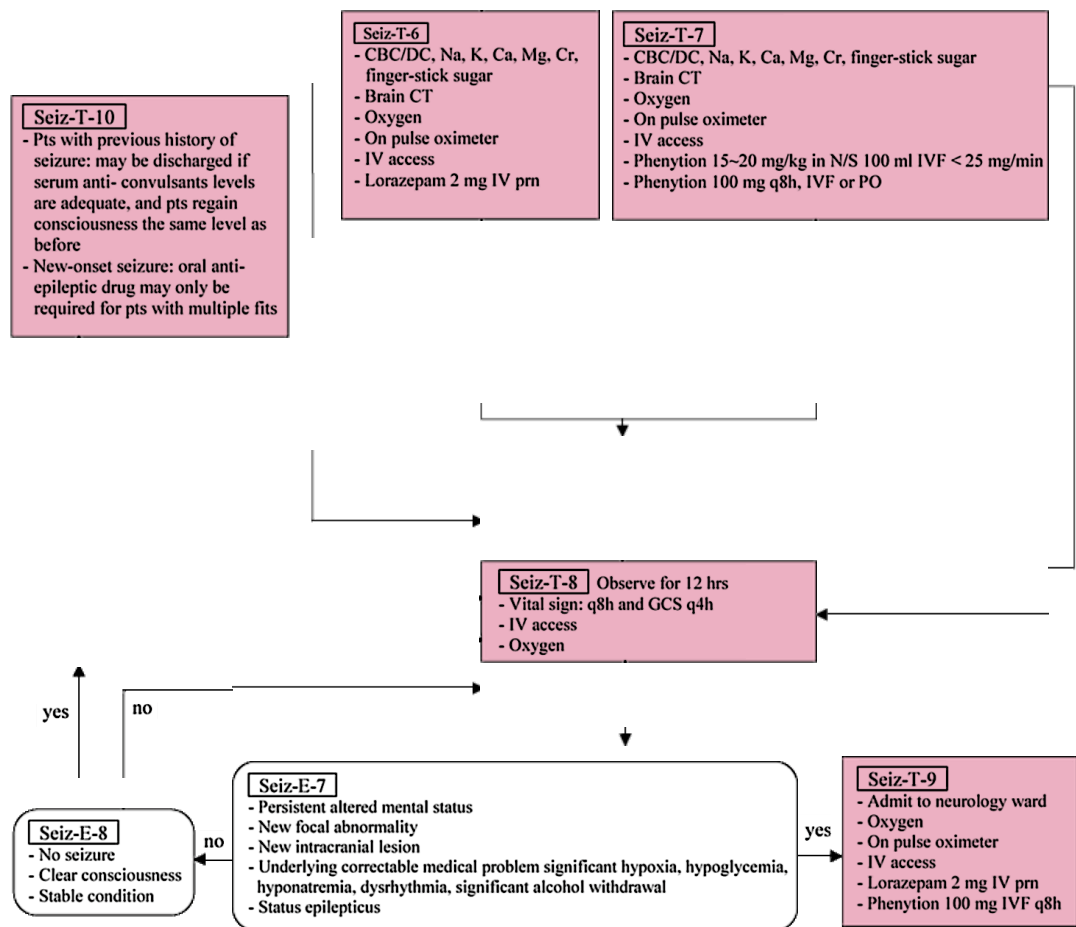 Seiz-T-6
- CBC/DC, Na, K, Ca, Mg, Cr,
finger-stick sugar
- Brain CT
- Oxygen
- On pulse oximeter
- IV access
- Lorazepam 2 mg IV prn
Seiz-T-7
- CBC/DC, Na, K, Ca, Mg, Cr, finger-stick sugar
- Brain CT
- Oxygen
- On pulse oximeter
- IV access
- Phenytion 15~20 mg/kg in N/S 100 ml IVF < 25 mg/min
- Phenytion 100 mg q8h, IVF or PO
Seiz-T-10
- Pts with previous history of
seizure: may be discharged if
serum anti- convulsants levels
are adequate, and pts regain
consciousness the same level as
before
- New-onset seizure: oral anti-
epileptic drug may only be
required for pts with multiple fits
Seiz-T-8 Observe for 12 hrs
- Vital sign: q8h and GCS q4h
- IV access
- Oxygen
yes
no
Seiz-E-8
- No seizure
- Clear consciousness
- Stable condition
no
Seiz-E-7
- Persistent altered mental status
- New focal abnormality
- New intracranial lesion
- Underlying correctable medical problem significant hypoxia, hypoglycemia,
hyponatremia, dysrhythmia, significant alcohol withdrawal
- Status epilepticus
yes
Seiz-T-9
- Admit to neurology ward
- Oxygen
- On pulse oximeter
- IV access
- Lorazepam 2 mg IV prn
- Phenytion 100 mg IVF q8h